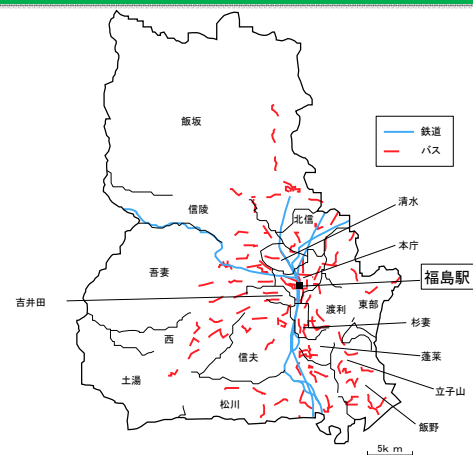 飯坂
鉄道
バス
信陵
北信
清水
本庁
吾妻
福島駅
吉井田
渡利
東部
杉妻
西
信夫
蓬莱
土湯
立子山
松川
飯野
5k m